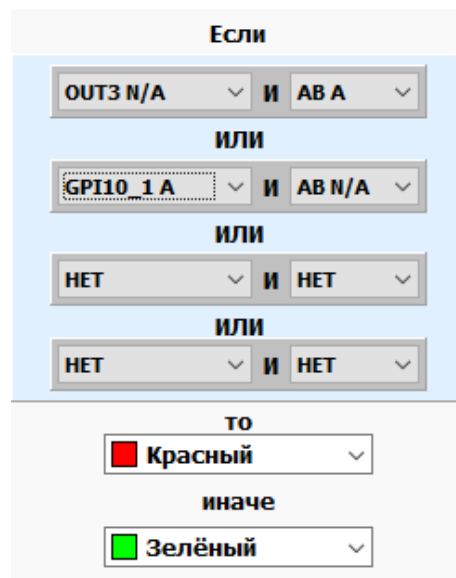 Если
OUT3 N/A И AB A
ИЛИ
GPI10_1 A И AB N/A
ИЛИ
НЕТ И НЕТ
ИЛИ
НЕТ И НЕТ
то
Красный
иначе
Зелёный